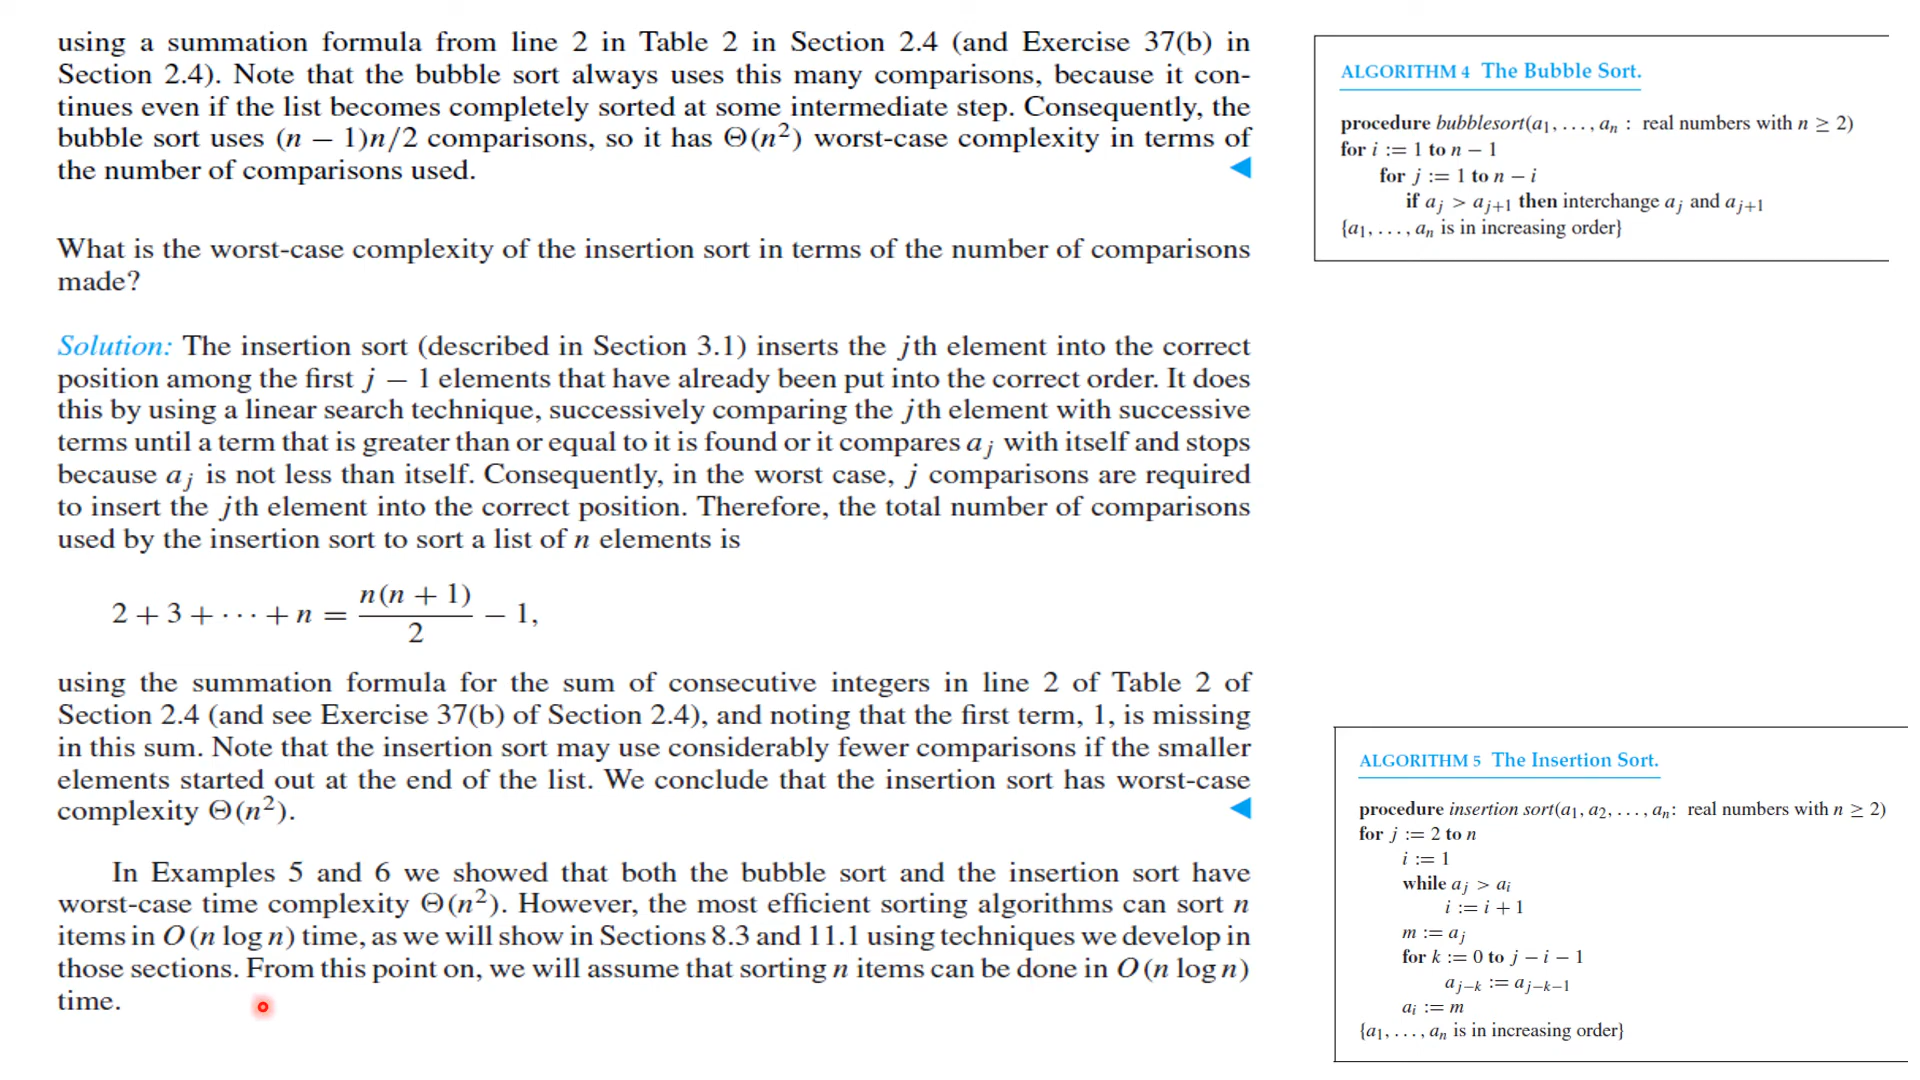 using a summation formula from line 2 in Table 2 in Section 2.4 (and Exercise 37(b) in
Section 2.4). Note that the bubble sort always uses this many comparisons, because it con-
tinues even if the list becomes completely sorted at some intermediate step. Consequently, the
bubble sort uses (n − 1)n/2 comparisons, so it has Θ(n²) worst-case complexity in terms of
the number of comparisons used.
What is the worst-case complexity of the insertion sort in terms of the number of comparisons
made?
Solution: The insertion sort (described in Section 3.1) inserts the jth element into the correct
position among the first j − 1 elements that have already been put into the correct order. It does
this by using a linear search technique, successively comparing the jth element with successive
terms until a term that is greater than or equal to it is found or it compares aⱼ with itself and stops
because aⱼ is not less than itself. Consequently, in the worst case, j comparisons are required
to insert the jth element into the correct position. Therefore, the total number of comparisons
used by the insertion sort to sort a list of n elements is
2 + 3 + · · · + n = n(n + 1)/2 − 1,
using the summation formula for the sum of consecutive integers in line 2 of Table 2 of
Section 2.4 (and see Exercise 37(b) of Section 2.4), and noting that the first term, 1, is missing
in this sum. Note that the insertion sort may use considerably fewer comparisons if the smaller
elements started out at the end of the list. We conclude that the insertion sort has worst-case
complexity Θ(n²).
In Examples 5 and 6 we showed that both the bubble sort and the insertion sort have
worst-case time complexity Θ(n²). However, the most efficient sorting algorithms can sort n
items in O(n log n) time, as we will show in Sections 8.3 and 11.1 using techniques we develop in
those sections. From this point on, we will assume that sorting n items can be done in O(n log n)
time.
ALGORITHM 4 The Bubble Sort.
procedure bubblesort(a₁, . . . , aₙ : real numbers with n ≥ 2)
for i := 1 to n − 1
for j := 1 to n − i
if aⱼ > aⱼ₊₁ then interchange aⱼ and aⱼ₊₁
{a₁, . . . , aₙ is in increasing order}
ALGORITHM 5 The Insertion Sort.
procedure insertion sort(a₁, a₂, . . . , aₙ: real numbers with n ≥ 2)
for j := 2 to n
i := 1
while aⱼ > aᵢ
i := i + 1
m := aⱼ
for k := 0 to j − i − 1
aⱼ₋ₖ := aⱼ₋ₖ₋₁
aᵢ := m
{a₁, . . . , aₙ is in increasing order}